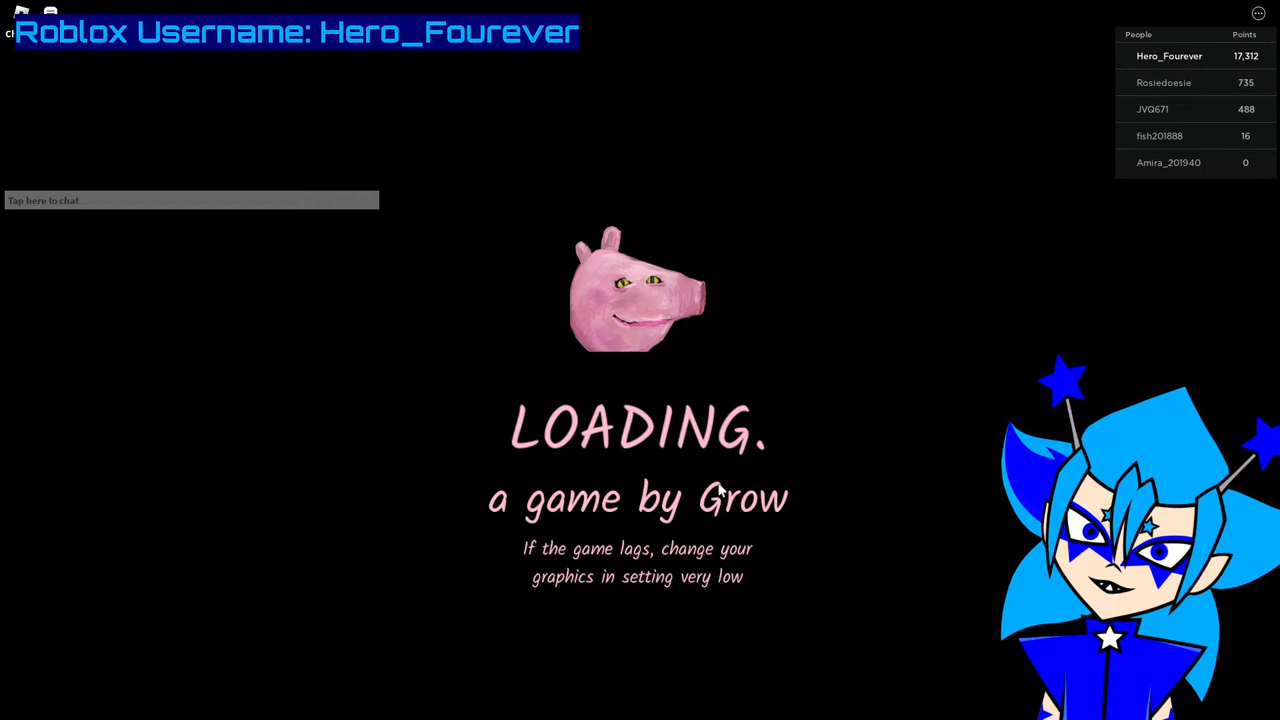 Roblox Username: Hero_Fourever
People Points
Hero_Fourever 17,312
Rosiedoesie 735
JVQ671 488
fish201888 16
Amira_201940 0
Tap here to chat
LOADING.
a game by Grow
If the game lags, change your
graphics in setting very low